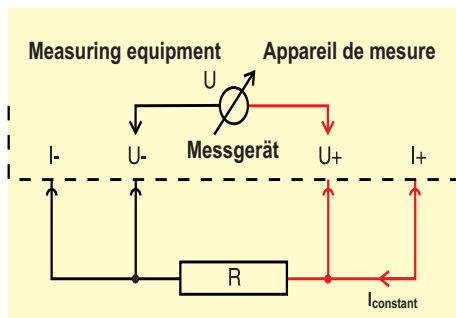 Measuring equipment Appareil de mesure
U
Messgerät
I- U- U+ I+
R
Iconstant